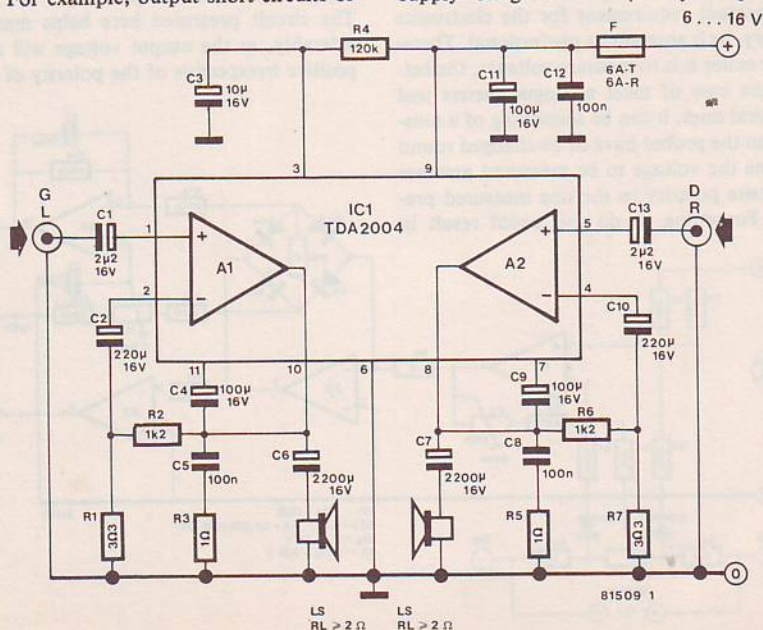 For example, output short circuits or
6....16 V
R4
120k
F
6A-T
6A-R
C3
10µ
16V
C11
100µ
16V
C12
100n
3
9
G
L
C1
2µ2
16V
1
IC1
TDA2004
5
C13
2µ2
16V
D
R
+
A1
−
2
+
A2
−
4
C2
220µ
16V
C10
220µ
16V
11
10
6
8
7
C4
100µ
16V
C9
100µ
16V
R2
1k2
R6
1k2
C5
100n
C6
2200µ
16V
C7
2200µ
16V
C8
100n
R1
3Ω3
R3
1Ω
R5
1Ω
R7
3Ω3
0
81509 1
LS
RL ≥ 2 Ω
LS
RL ≥ 2 Ω